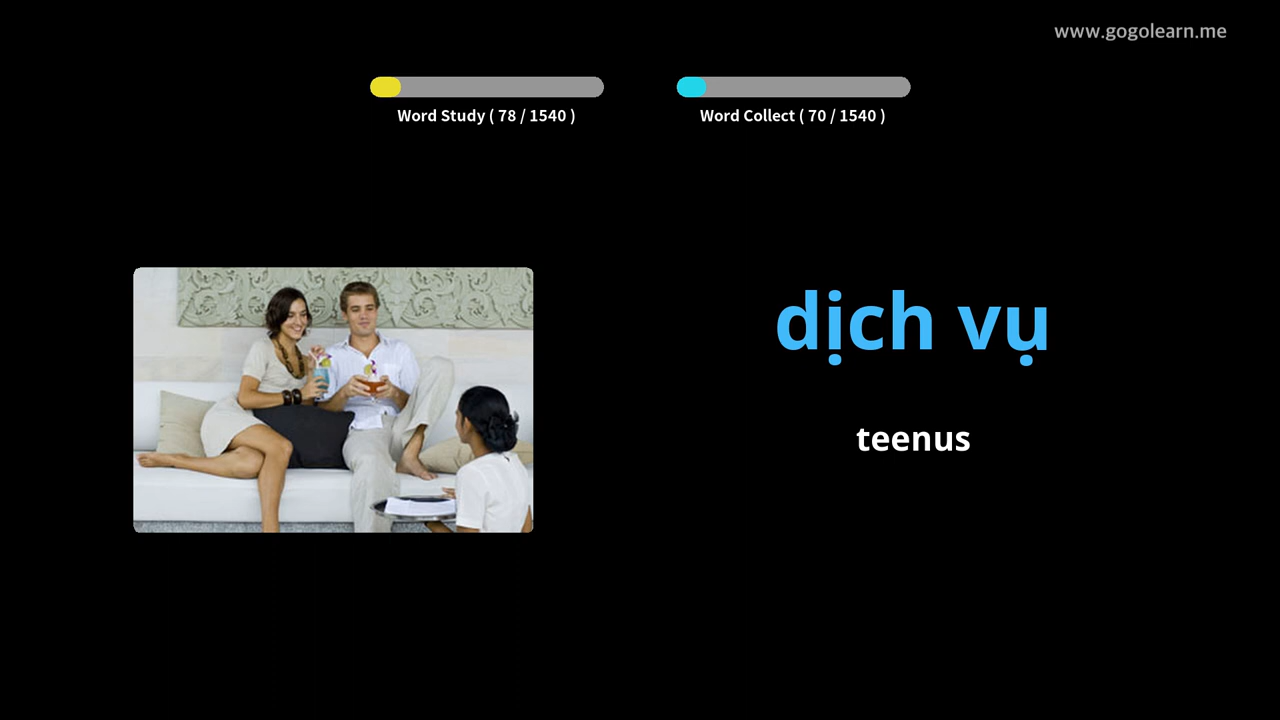 www.gogolearn.me
Word Study ( 78 / 1540 )
Word Collect ( 70 / 1540 )
dịch vụ
teenus